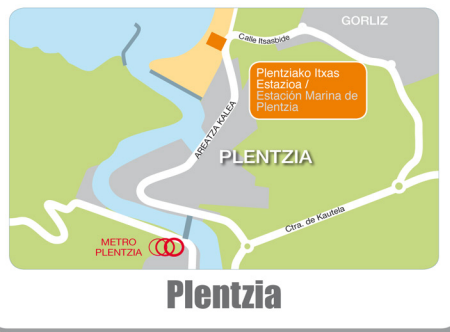 GORLIZ
Calle Itsasbide
Plentziako Itxas
Estazioa /
Estación Marina de
Plentzia
AREATZA KALEA
PLENTZIA
Ctra. de Kautela
METRO
PLENTZIA
Plentzia